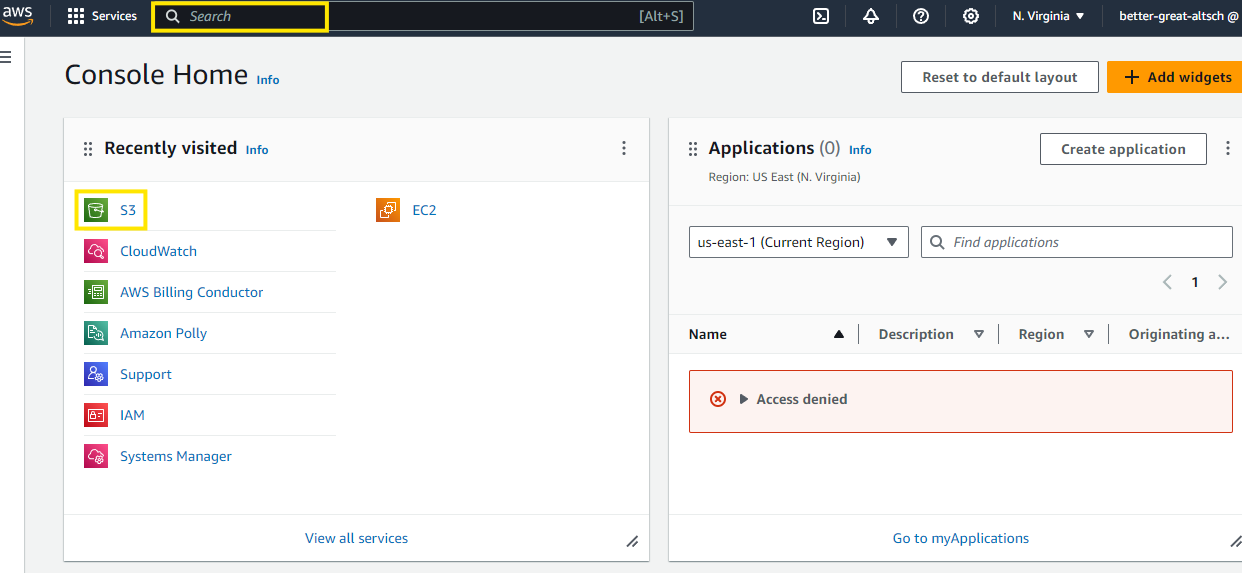 aws Services Search [Alt+S] N. Virginia better-great-altsch @
Console Home Info
Reset to default layout
Add widgets
Recently visited Info
S3
CloudWatch
AWS Billing Conductor
Amazon Polly
Support
IAM
Systems Manager
EC2
View all services
Applications (0) Info
Create application
Region: US East (N. Virginia)
us-east-1 (Current Region) Find applications
1
Name Description Region Originating a...
Access denied
Go to myApplications